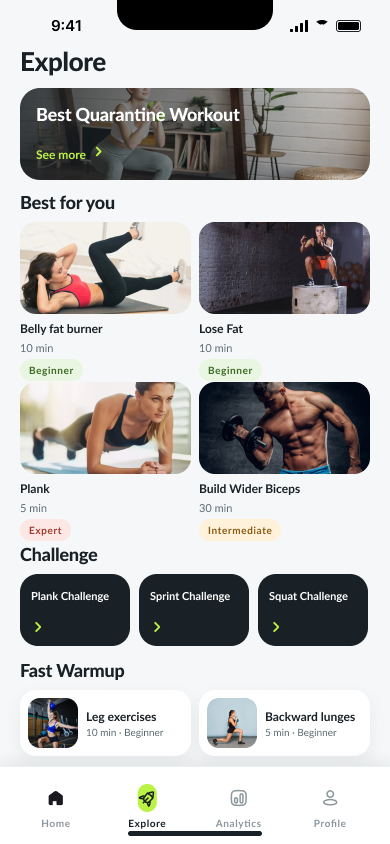 9:41
Explore
Best Quarantine Workout
See more
Best for you
Belly fat burner
10 min
Beginner
Lose Fat
10 min
Beginner
Plank
5 min
Expert
Build Wider Biceps
30 min
Intermediate
Challenge
Plank Challenge
Sprint Challenge
Squat Challenge
Fast Warmup
Leg exercises
10 min · Beginner
Backward lunges
5 min · Beginner
Home
Explore
Analytics
Profile